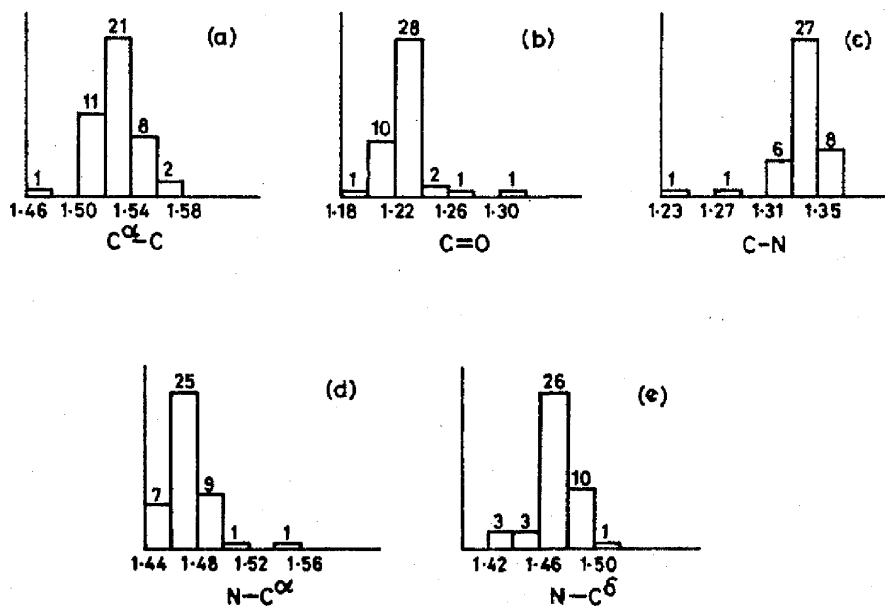 21 (a)
11
8
1
2
1.46 1.50 1.54 1.58
Cα–C
28 (b)
10
1
2
1
1
1.18 1.22 1.26 1.30
C=O
27 (c)
1
1
6
8
1.23 1.27 1.31 1.35
C–N
25 (d)
7
9
1
1
1.44 1.48 1.52 1.56
N–Cα
26 (e)
3
3
10
1
1.42 1.46 1.50
N–Cδ